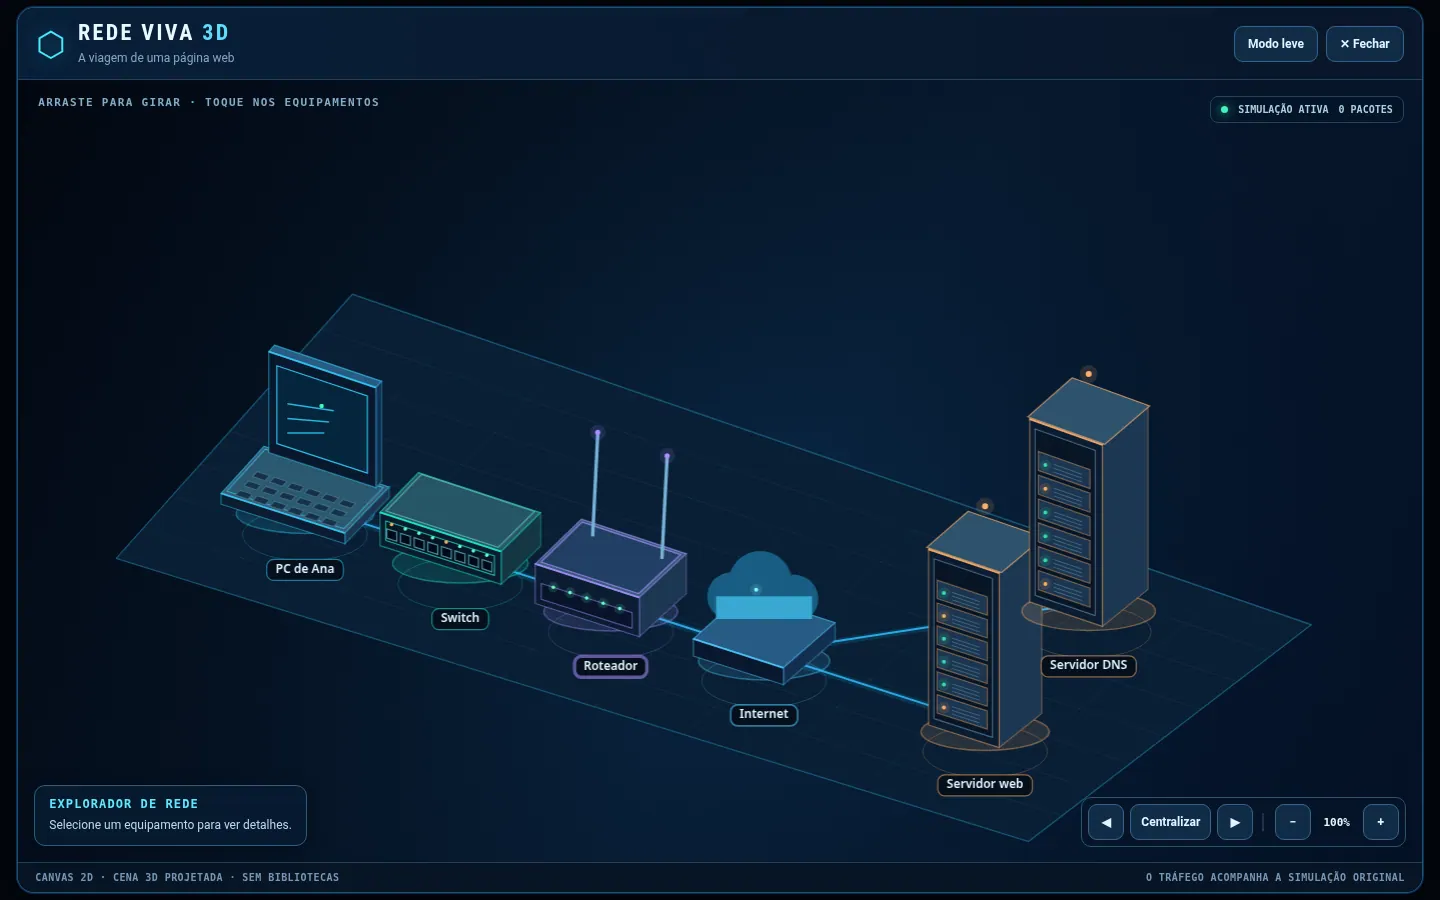 REDE VIVA 3D
A viagem de uma página web
Modo leve
✕ Fechar
ARRASTE PARA GIRAR · TOQUE NOS EQUIPAMENTOS
SIMULAÇÃO ATIVA 0 PACOTES
PC de Ana
Switch
Roteador
Internet
Servidor DNS
Servidor web
EXPLORADOR DE REDE
Selecione um equipamento para ver detalhes.
◀ Centralizar ▶ − 100% +
CANVAS 2D · CENA 3D PROJETADA · SEM BIBLIOTECAS
O TRÁFEGO ACOMPANHA A SIMULAÇÃO ORIGINAL